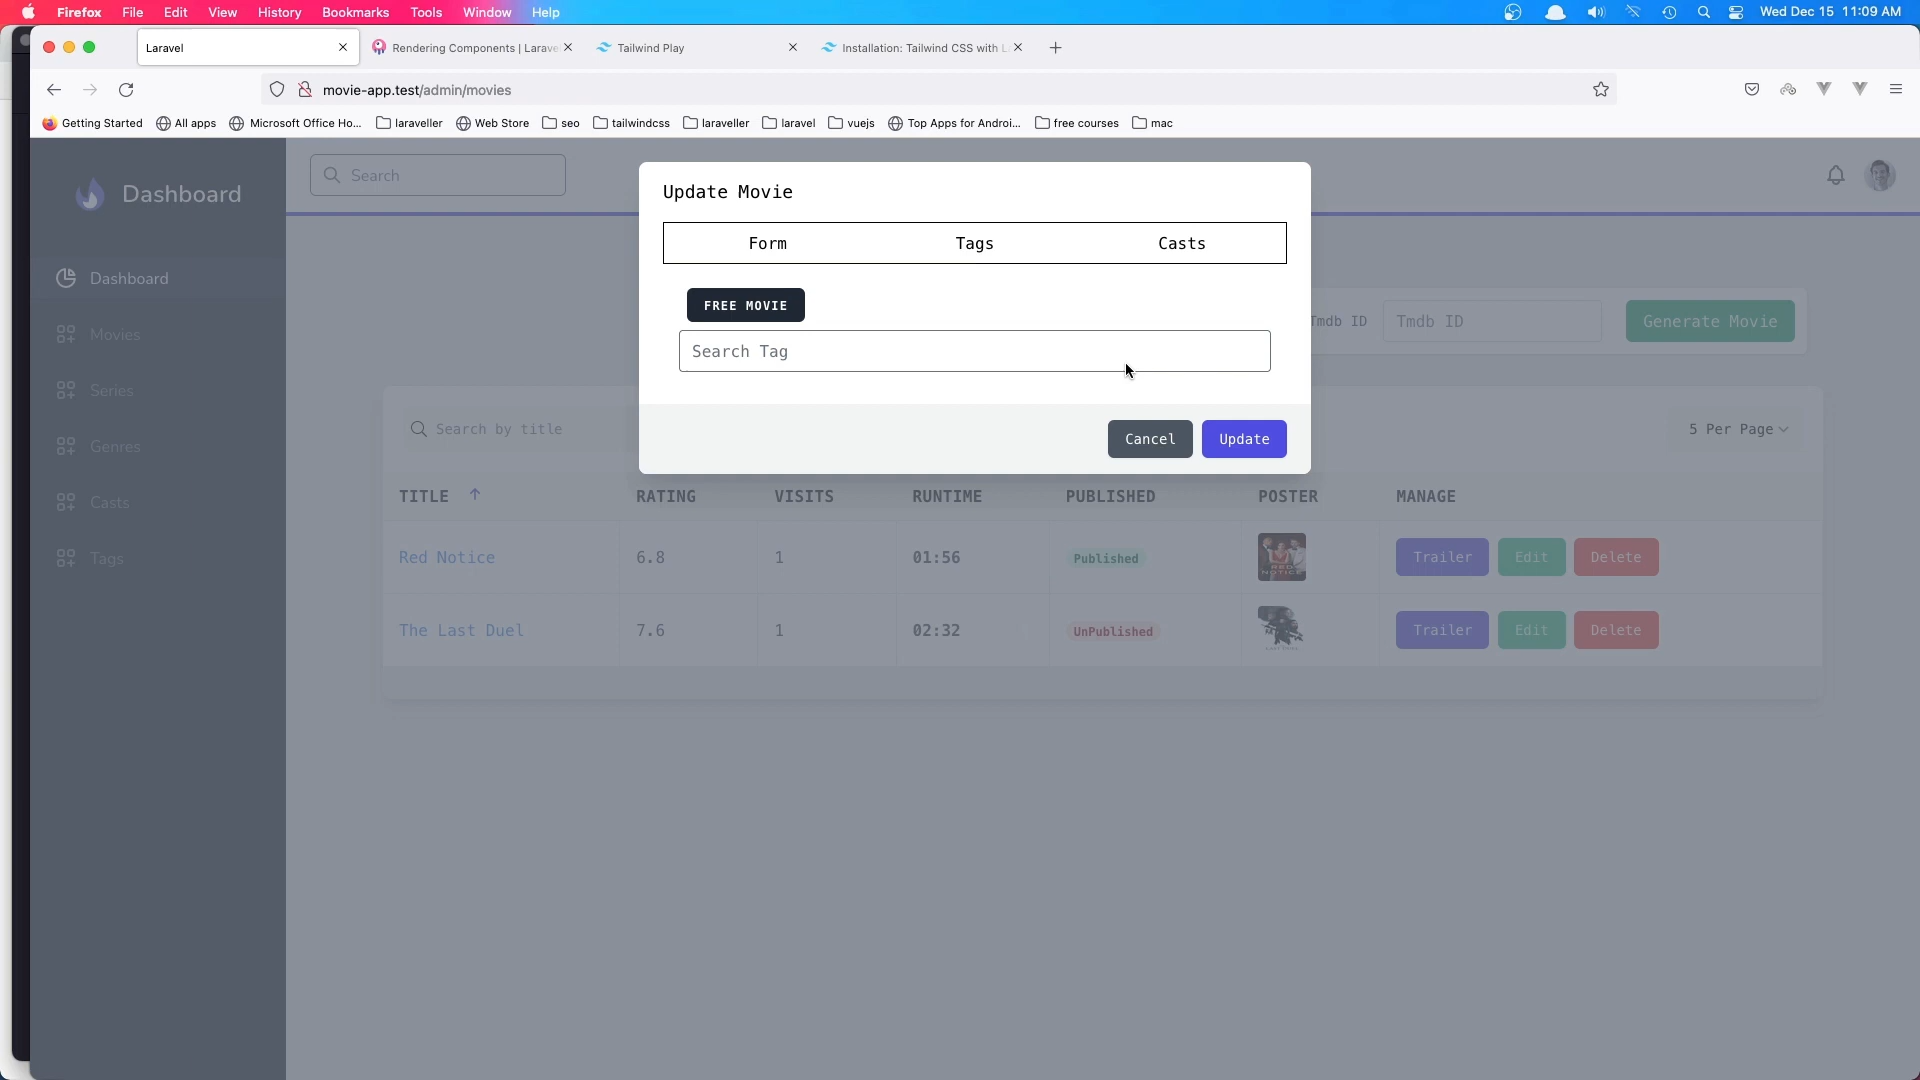 Firefox File Edit View History Bookmarks Tools Window Help Wed Dec 15 11:09 AM
Laravel Rendering Components | Larave Tailwind Play Installation: Tailwind CSS with L
movie-app.test/admin/movies
Getting Started All apps Microsoft Office Ho... laraveller Web Store seo tailwindcss laraveller laravel vuejs Top Apps for Androi... free courses mac
Dashboard
Search
Dashboard
Movies
Series
Genres
Casts
Tags
Update Movie
Form Tags Casts
FREE MOVIE
Search Tag
Cancel Update
Tmdb ID Tmdb ID Generate Movie
Search by title 5 Per Page
TITLE RATING VISITS RUNTIME PUBLISHED POSTER MANAGE
Red Notice 6.8 1 01:56 Published RED NOTICE Trailer Edit Delete
The Last Duel 7.6 1 02:32 UnPublished Trailer Edit Delete